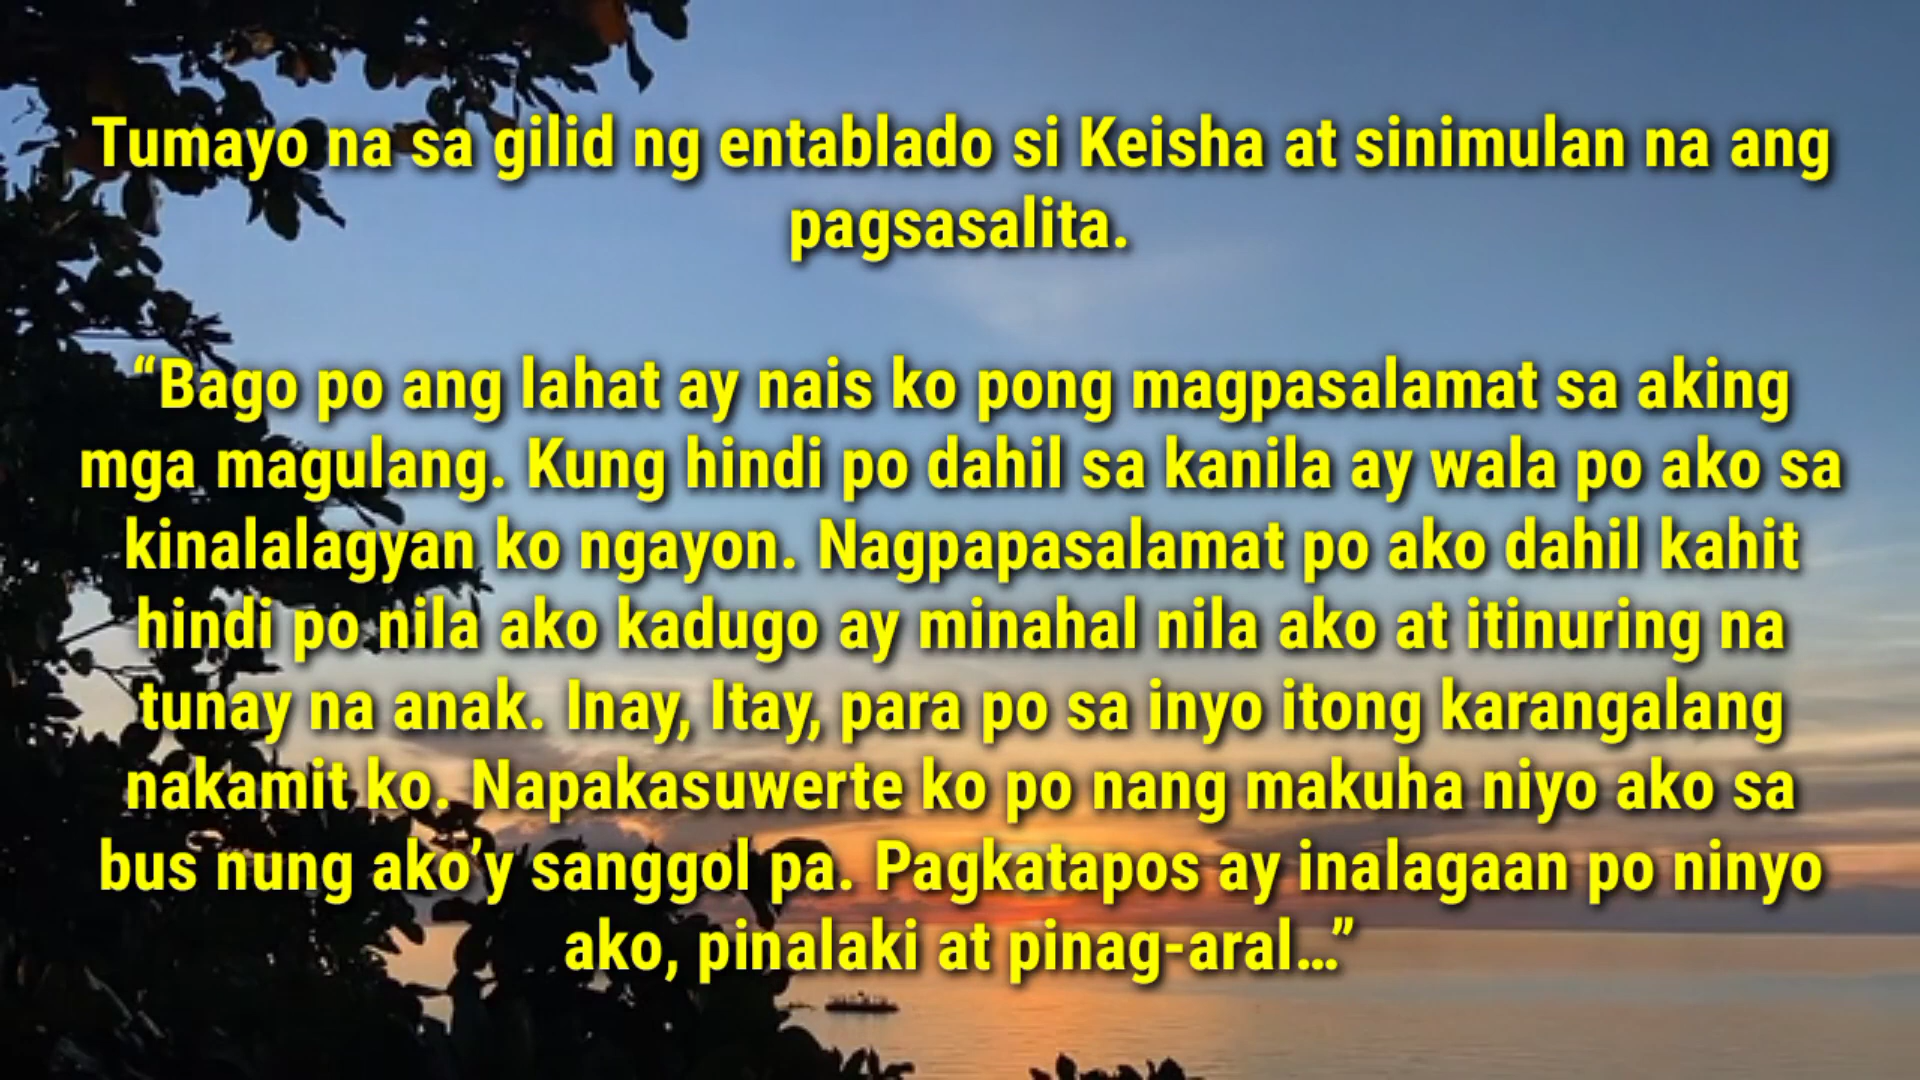 Tumayo na sa gilid ng entablado si Keisha at sinimulan na ang
pagsasalita.
“Bago po ang lahat ay nais ko pong magpasalamat sa aking
mga magulang. Kung hindi po dahil sa kanila ay wala po ako sa
kinalalagyan ko ngayon. Nagpapasalamat po ako dahil kahit
hindi po nila ako kadugo ay minahal nila ako at itinuring na
tunay na anak. Inay, Itay, para po sa inyo itong karangalang
nakamit ko. Napakasuwerte ko po nang makuha niyo ako sa
bus nung ako’y sanggol pa. Pagkatapos ay inalagaan po ninyo
ako, pinalaki at pinag-aral…”